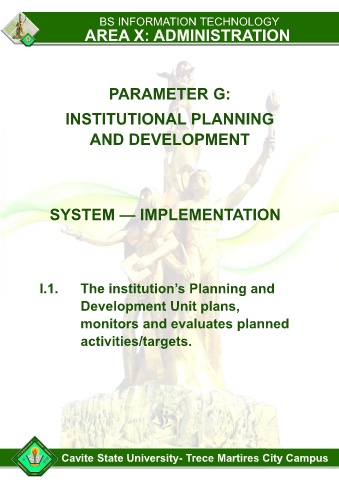 BS INFORMATION TECHNOLOGY
AREA X: ADMINISTRATION
PARAMETER G:
INSTITUTIONAL PLANNING
AND DEVELOPMENT
SYSTEM — IMPLEMENTATION
I.1. The institution's Planning and
Development Unit plans,
monitors and evaluates planned
activities/targets.
Cavite State University- Trece Martires City Campus